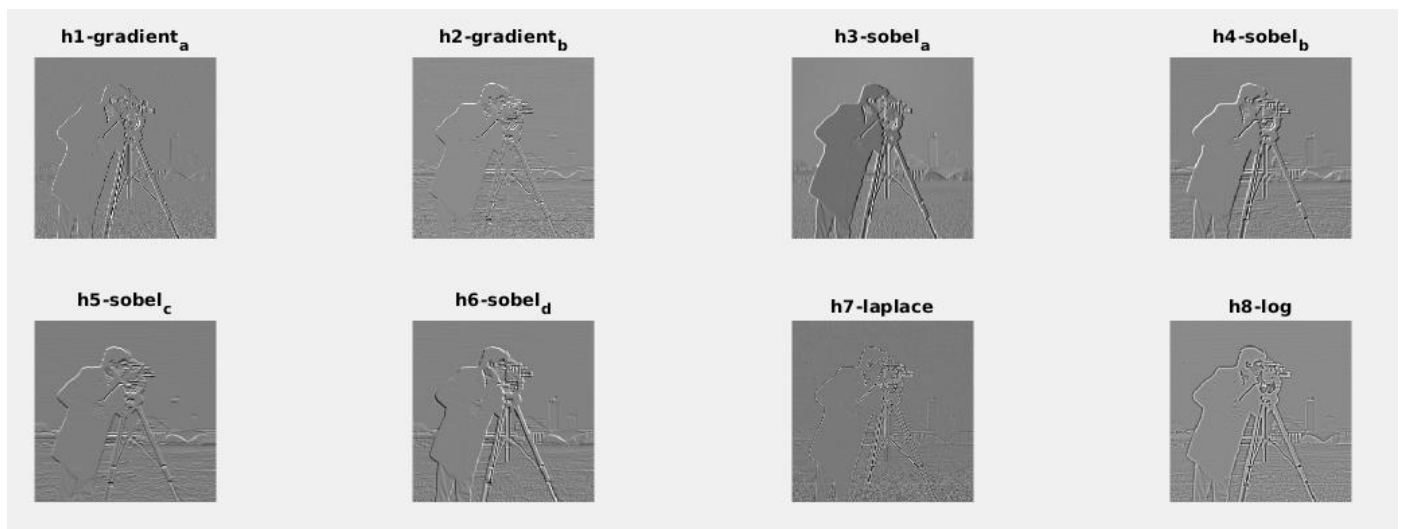 h1-gradient_a h2-gradient_b h3-sobel_a h4-sobel_b
h5-sobel_c h6-sobel_d h7-laplace h8-log